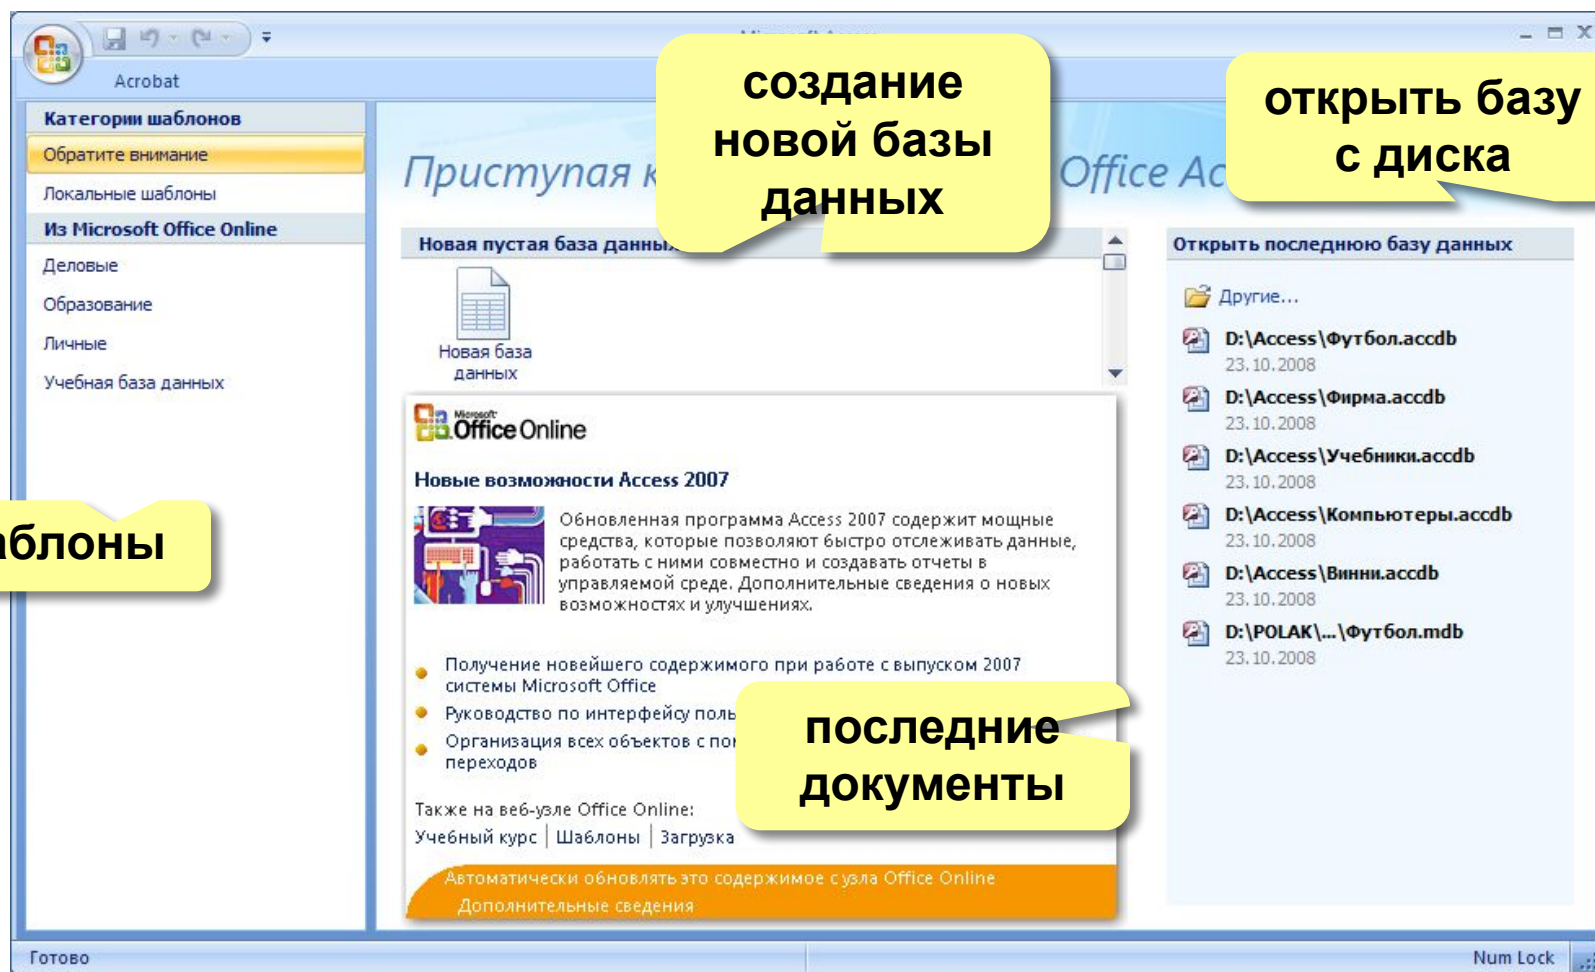 Acrobat
создание
новой базы
данных
открыть базу
с диска
Категории шаблонов
Обратите внимание
Локальные шаблоны
Из Microsoft Office Online
Деловые
Образование
Личные
Учебная база данных
Приступая к
Office Ac
Новая пустая база данных
Новая база
данных
Microsoft
Office Online
Новые возможности Access 2007
Обновленная программа Access 2007 содержит мощные
средства, которые позволяют быстро отслеживать данные,
работать с ними совместно и создавать отчеты в
управляемой среде. Дополнительные сведения о новых
возможностях и улучшениях.
Получение новейшего содержимого при работе с выпуском 2007
системы Microsoft Office
Руководство по интерфейсу поль
Организация всех объектов с по
переходов
последние
документы
Также на веб-узле Office Online:
Учебный курс | Шаблоны | Загрузка
Автоматически обновлять это содержимое с узла Office Online
Дополнительные сведения
Открыть последнюю базу данных
Другие...
D:\Access\Футбол.accdb
23.10.2008
D:\Access\Фирма.accdb
23.10.2008
D:\Access\Учебники.accdb
23.10.2008
D:\Access\Компьютеры.accdb
23.10.2008
D:\Access\Винни.accdb
23.10.2008
D:\POLAK\...\Футбол.mdb
23.10.2008
аблоны
Готово
Num Lock